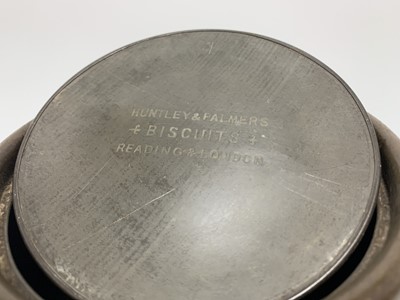 HUNTLEY & PALMERS
+ BISCUITS +
READING & LONDON